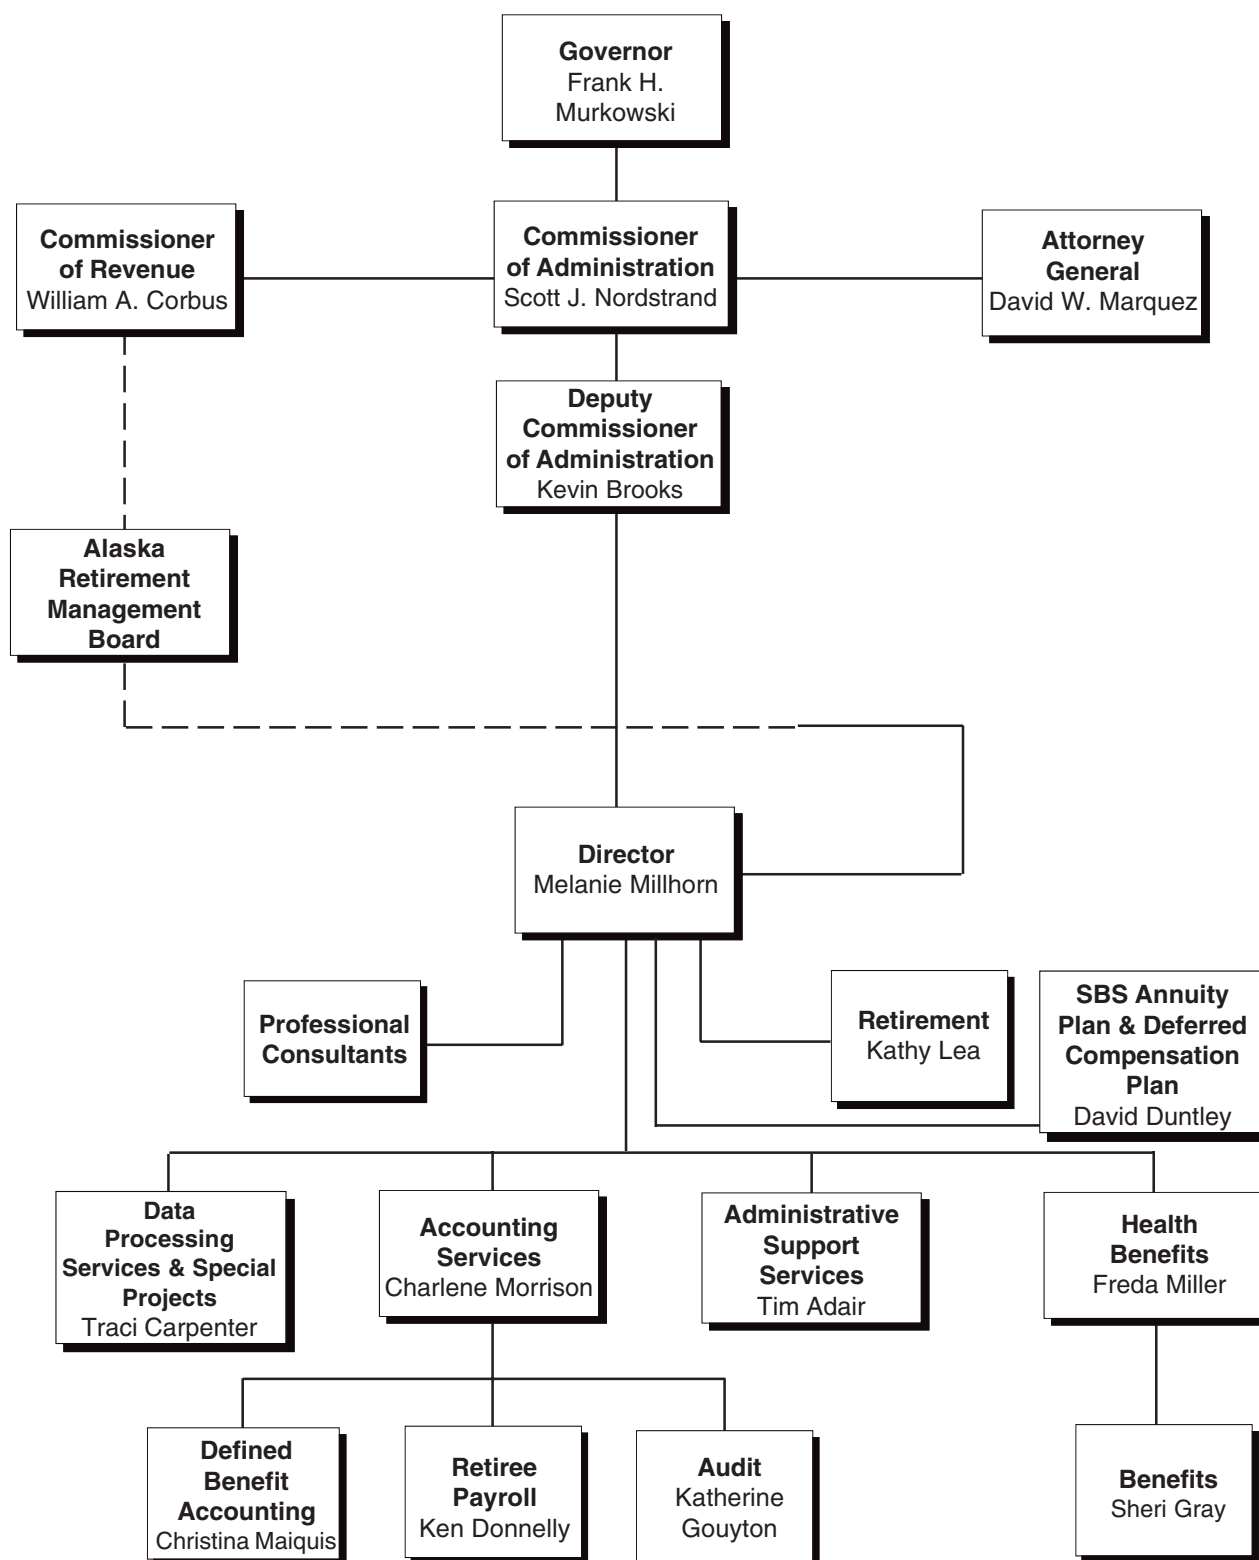 Governor
Frank H.
Murkowski
Commissioner
of Revenue
William A. Corbus
Commissioner
of Administration
Scott J. Nordstrand
Attorney
General
David W. Marquez
Deputy
Commissioner
of Administration
Kevin Brooks
Alaska
Retirement
Management
Board
Director
Melanie Millhorn
Professional
Consultants
Retirement
Kathy Lea
SBS Annuity
Plan & Deferred
Compensation
Plan
David Duntley
Data
Processing
Services & Special
Projects
Traci Carpenter
Accounting
Services
Charlene Morrison
Administrative
Support
Services
Tim Adair
Health
Benefits
Freda Miller
Defined
Benefit
Accounting
Christina Maiquis
Retiree
Payroll
Ken Donnelly
Audit
Katherine
Gouyton
Benefits
Sheri Gray